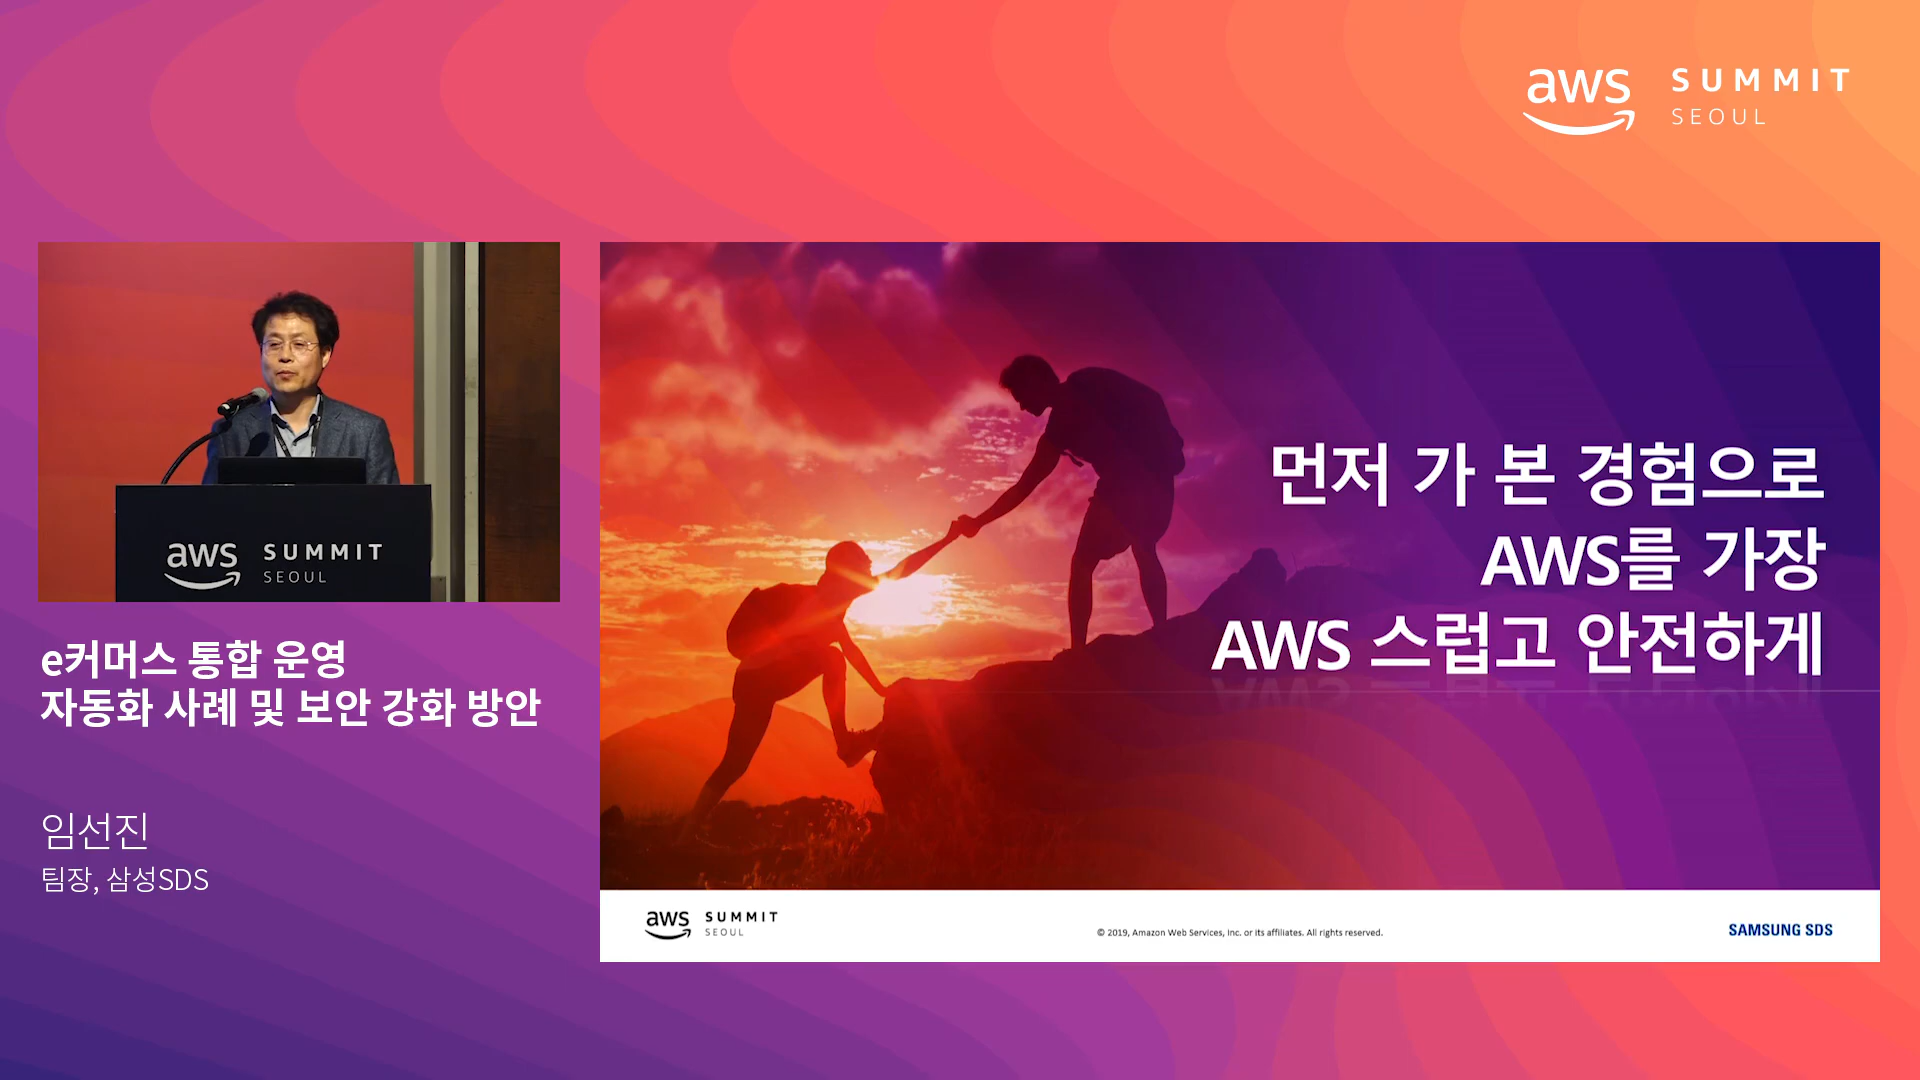 aws SUMMIT
SEOUL
aws SUMMIT
SEOUL
e커머스 통합 운영
자동화 사례 및 보안 강화 방안
임선진
팀장, 삼성SDS
먼저 가 본 경험으로
AWS를 가장
AWS 스럽고 안전하게
aws SUMMIT
SEOUL
© 2019, Amazon Web Services, Inc. or its affiliates. All rights reserved.
SAMSUNG SDS